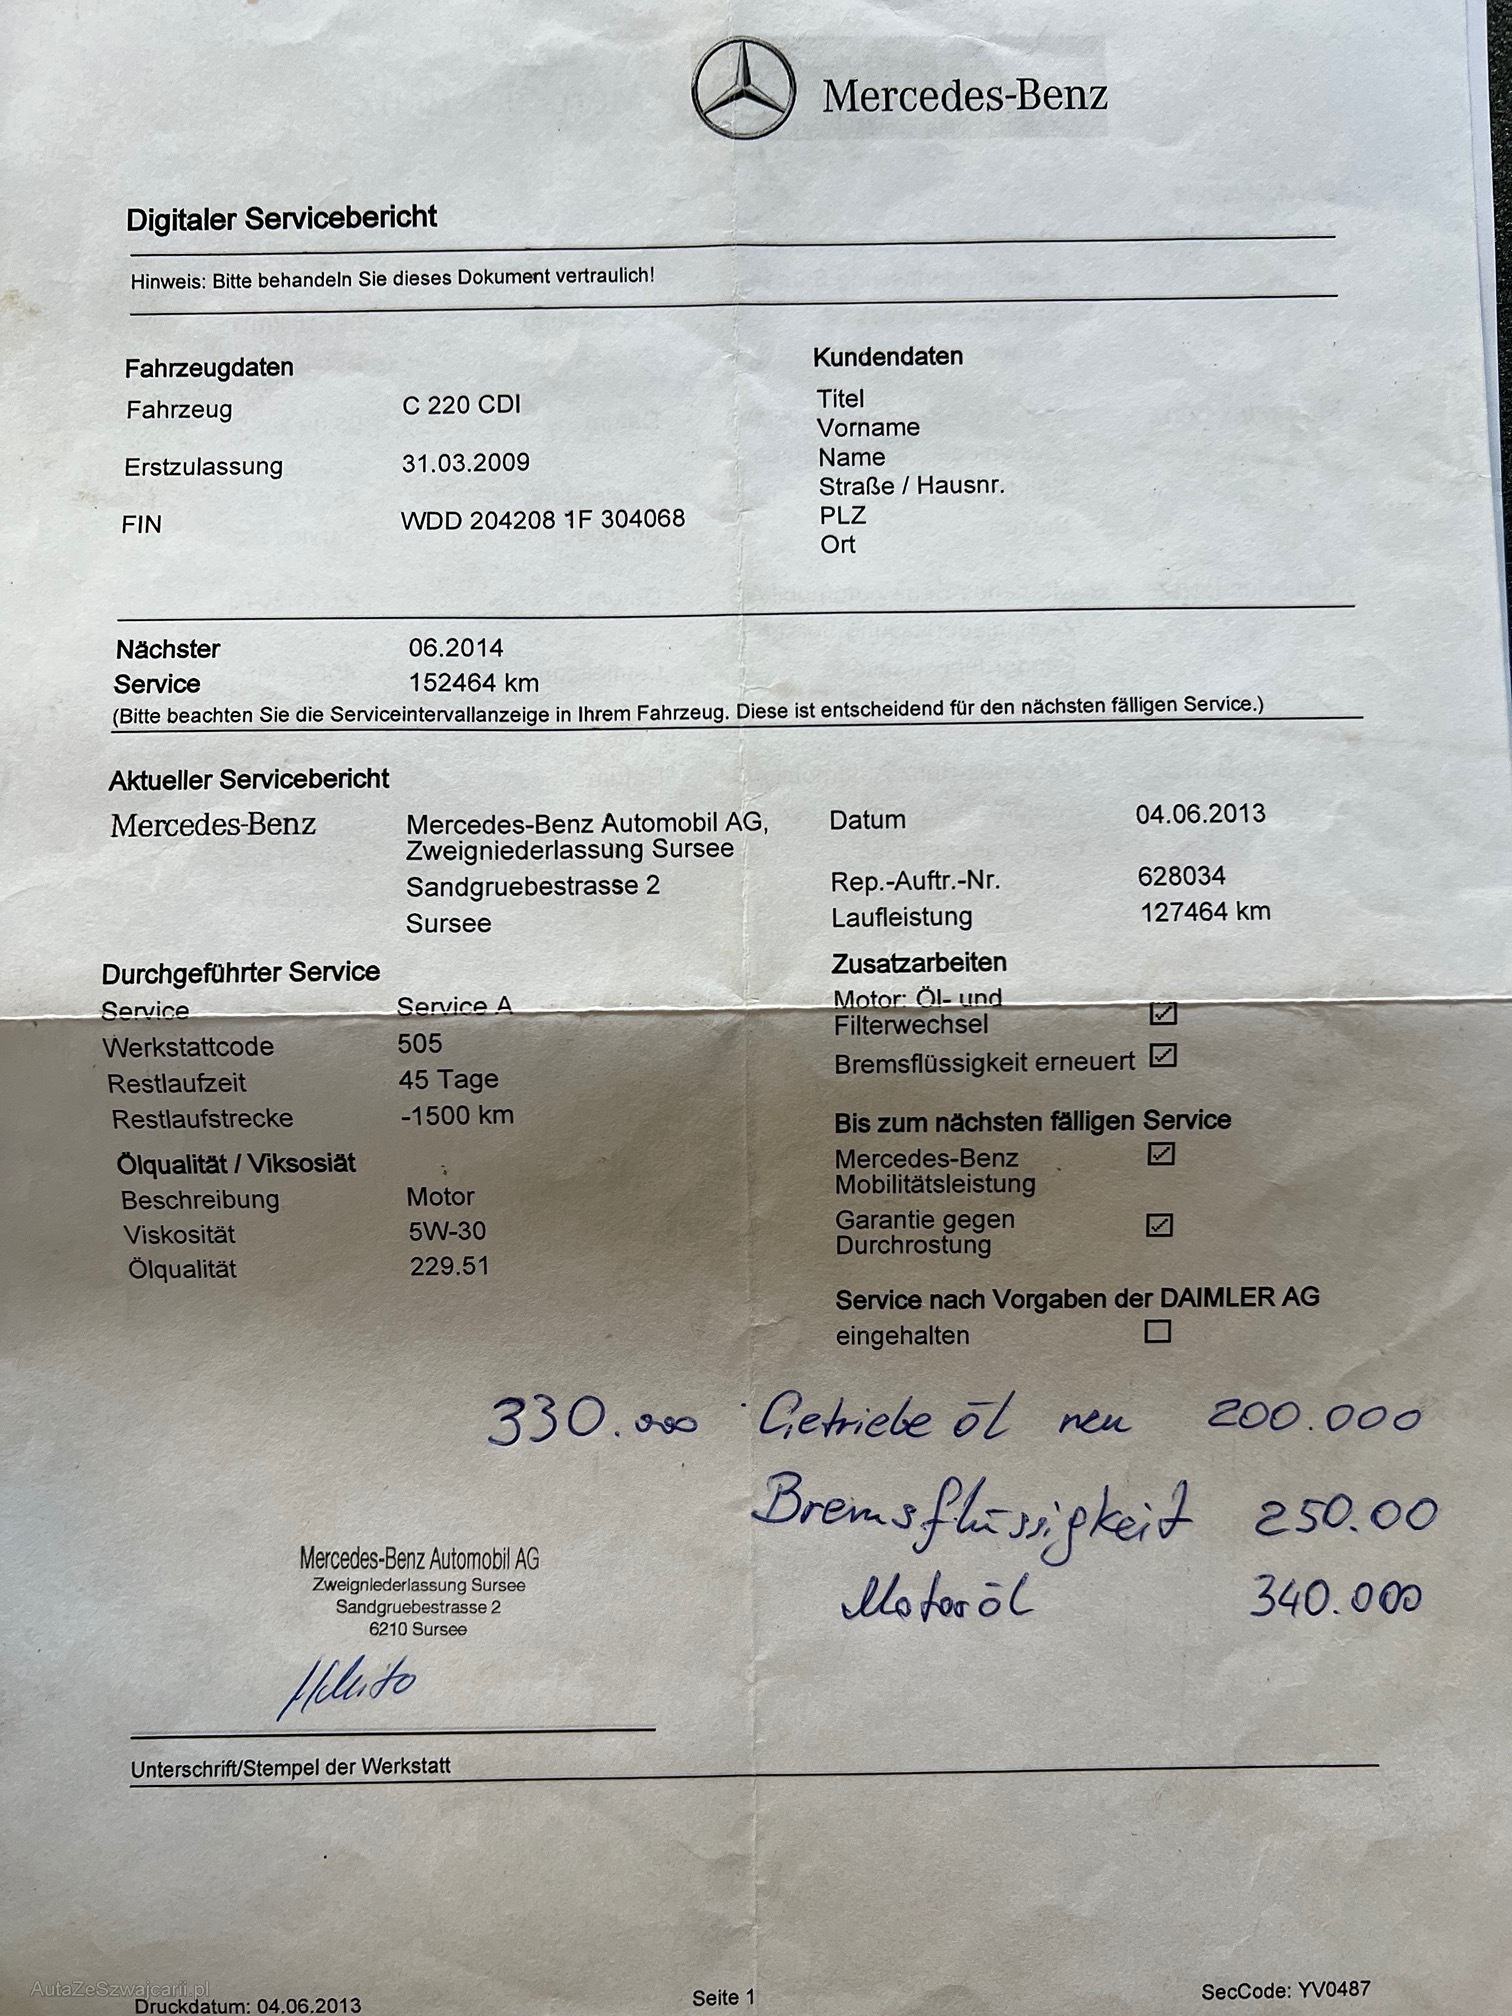 Mercedes-Benz
Digitaler Servicebericht
Hinweis: Bitte behandeln Sie dieses Dokument vertraulich!
Fahrzeugdaten
Fahrzeug C 220 CDI
Erstzulassung 31.03.2009
FIN WDD 204208 1F 304068
Kundendaten
Titel
Vorname
Name
Straße / Hausnr.
PLZ
Ort
Nächster 06.2014
Service 152464 km
(Bitte beachten Sie die Serviceintervallanzeige in Ihrem Fahrzeug. Diese ist entscheidend für den nächsten fälligen Service.)
Aktueller Servicebericht
Mercedes-Benz Mercedes-Benz Automobil AG,
Zweigniederlassung Sursee
Sandgruebestrasse 2
Sursee
Datum 04.06.2013
Rep.-Auftr.-Nr. 628034
Laufleistung 127464 km
Durchgeführter Service
Service Service A
Werkstattcode 505
Restlaufzeit 45 Tage
Restlaufstrecke -1500 km
Ölqualität / Viksosiät
Beschreibung Motor
Viskosität 5W-30
Ölqualität 229.51
Zusatzarbeiten
Motor: Öl- und
Filterwechsel
Bremsflüssigkeit erneuert
Bis zum nächsten fälligen Service
Mercedes-Benz
Mobilitätsleistung
Garantie gegen
Durchrostung
Service nach Vorgaben der DAIMLER AG
eingehalten
330.000 Getriebe öl neu 200.000
Bremsflüssigkeit 250.00
Motoröl 340.000
Mercedes-Benz Automobil AG
Zweigniederlassung Sursee
Sandgruebestrasse 2
6210 Sursee
Unterschrift/Stempel der Werkstatt
AutaZeSzwajcarii.pl
Druckdatum: 04.06.2013
Seite 1
SecCode: YV0487